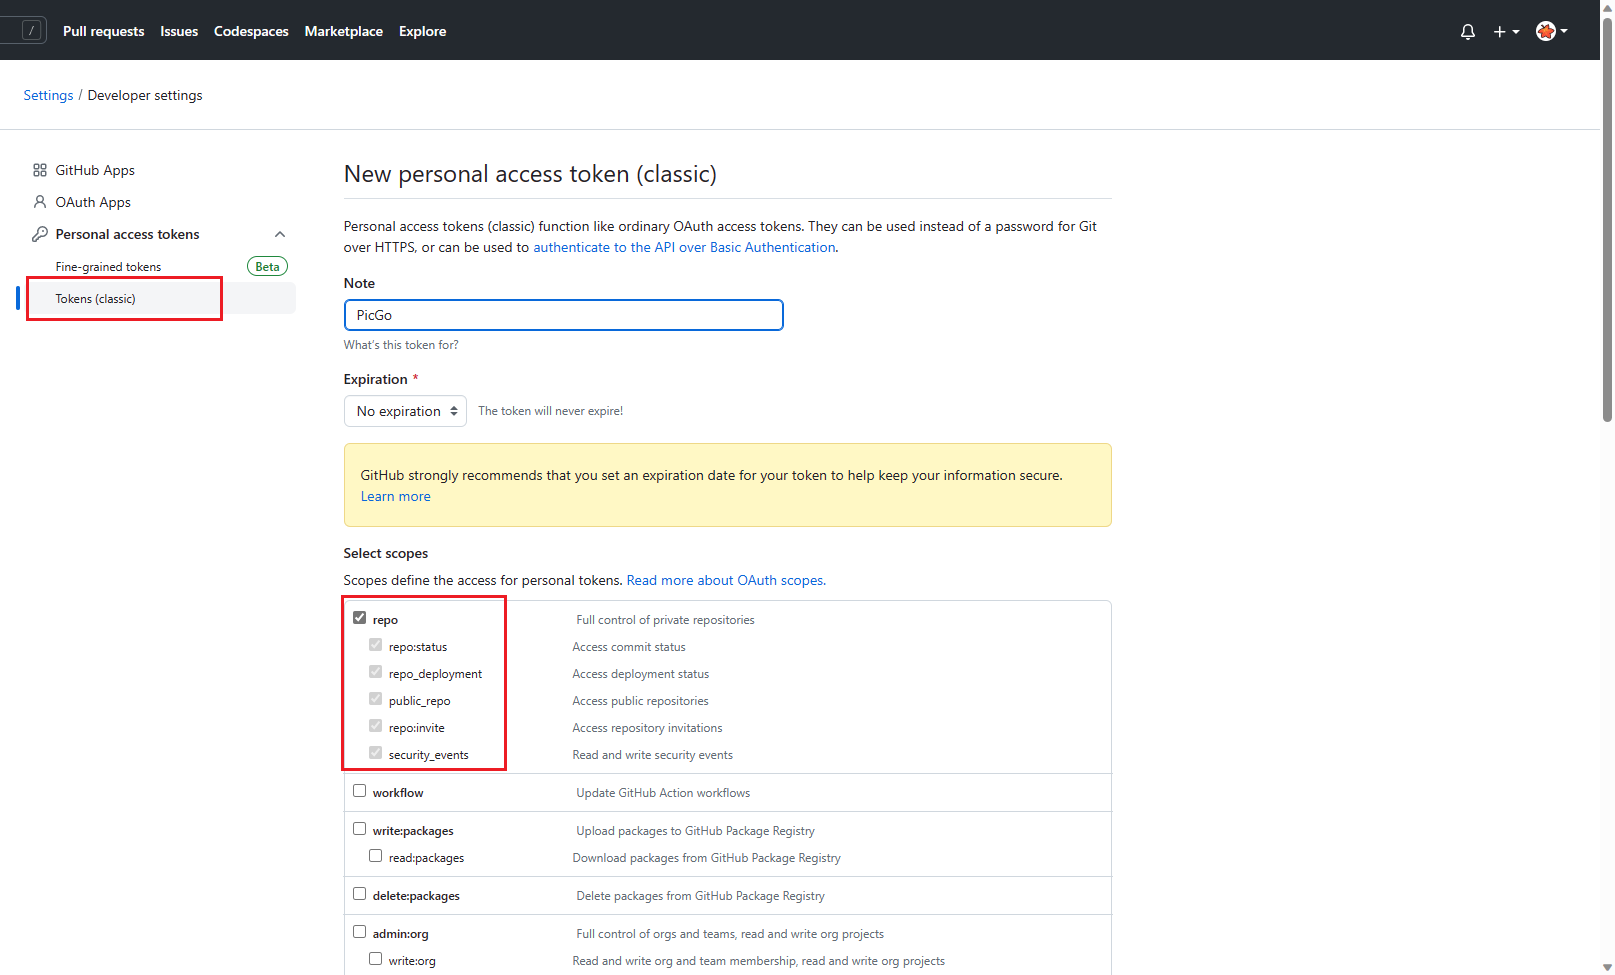 / Pull requests Issues Codespaces Marketplace Explore
Settings / Developer settings
GitHub Apps
OAuth Apps
Personal access tokens
Fine-grained tokens Beta
Tokens (classic)
New personal access token (classic)
Personal access tokens (classic) function like ordinary OAuth access tokens. They can be used instead of a password for Git
over HTTPS, or can be used to authenticate to the API over Basic Authentication.
Note
PicGo
What's this token for?
Expiration *
No expiration The token will never expire!
GitHub strongly recommends that you set an expiration date for your token to help keep your information secure.
Learn more
Select scopes
Scopes define the access for personal tokens. Read more about OAuth scopes.
repo Full control of private repositories
repo:status Access commit status
repo_deployment Access deployment status
public_repo Access public repositories
repo:invite Access repository invitations
security_events Read and write security events
workflow Update GitHub Action workflows
write:packages Upload packages to GitHub Package Registry
read:packages Download packages from GitHub Package Registry
delete:packages Delete packages from GitHub Package Registry
admin:org Full control of orgs and teams, read and write org projects
write:org Read and write org and team membership, read and write org projects